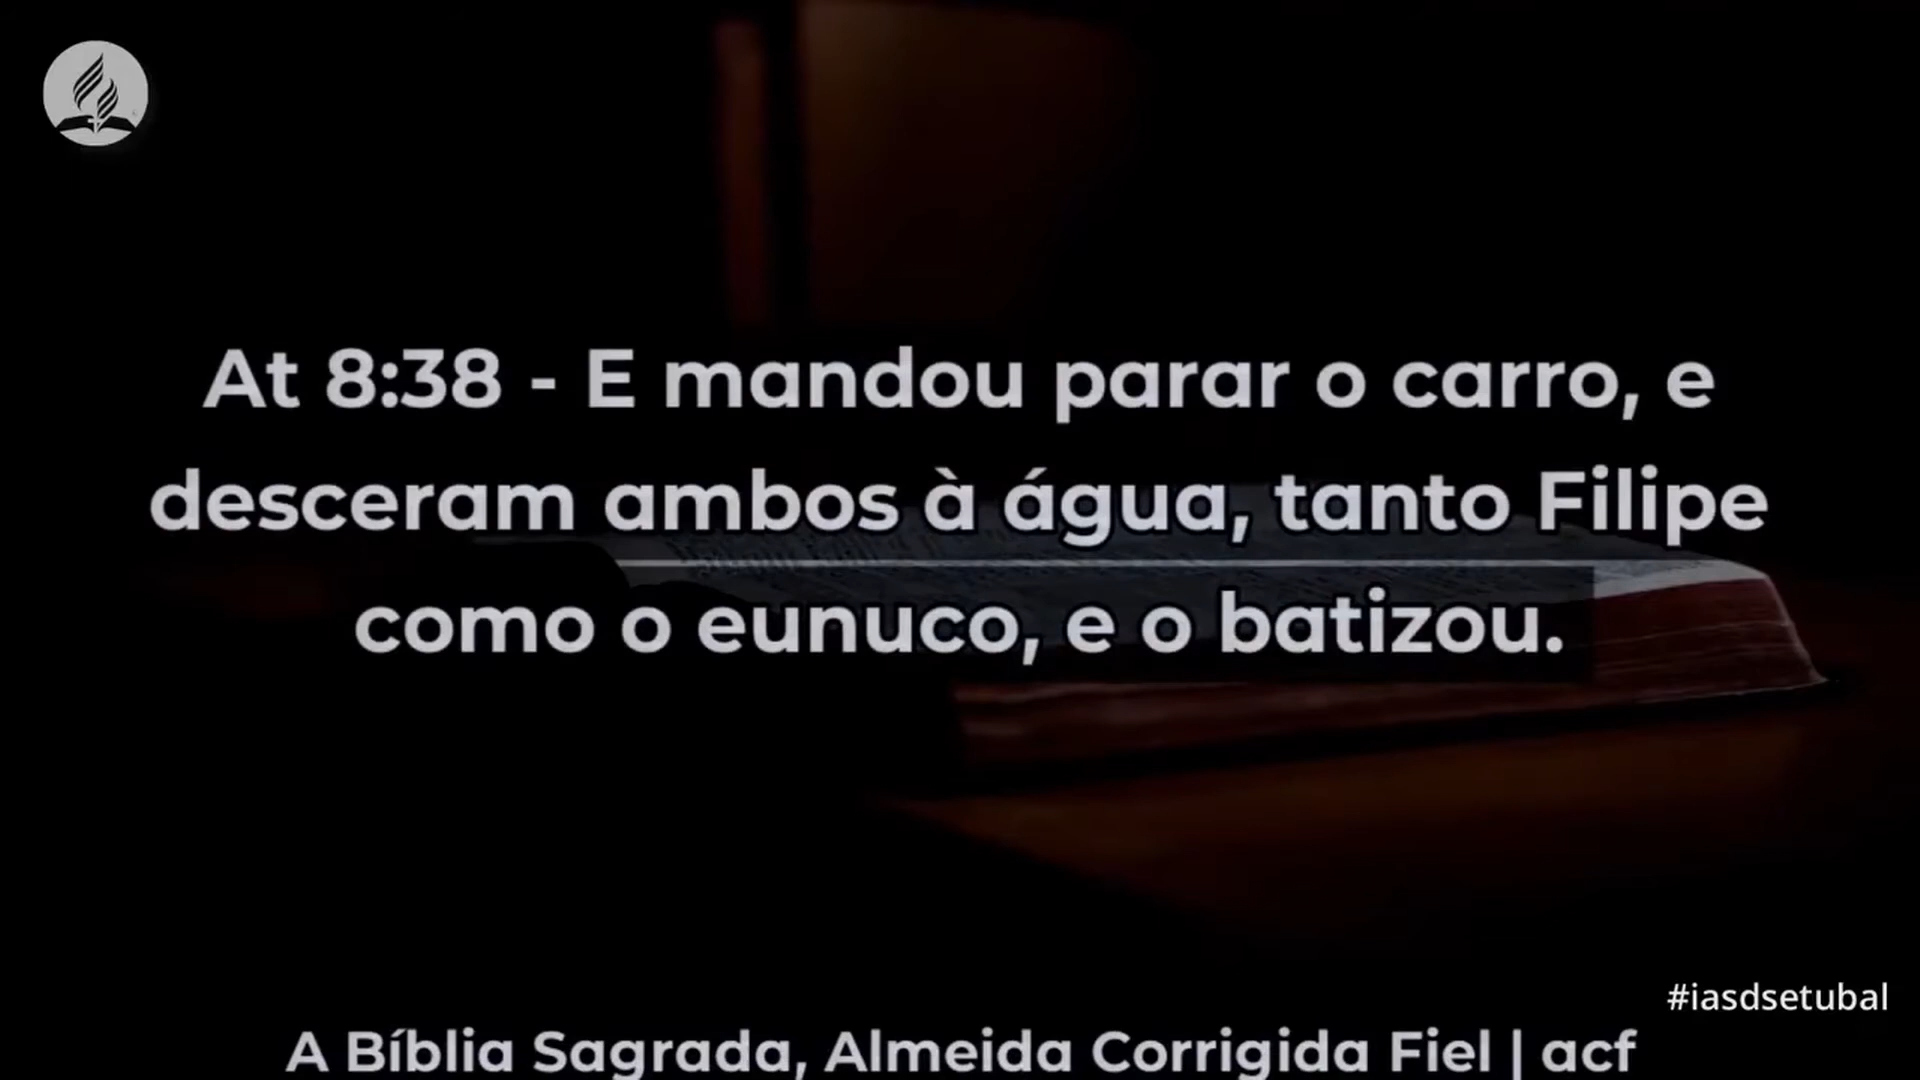 At 8:38 - E mandou parar o carro, e
desceram ambos à água, tanto Filipe
como o eunuco, e o batizou.
#iasdsetubal
A Bíblia Sagrada, Almeida Corrigida Fiel | acf